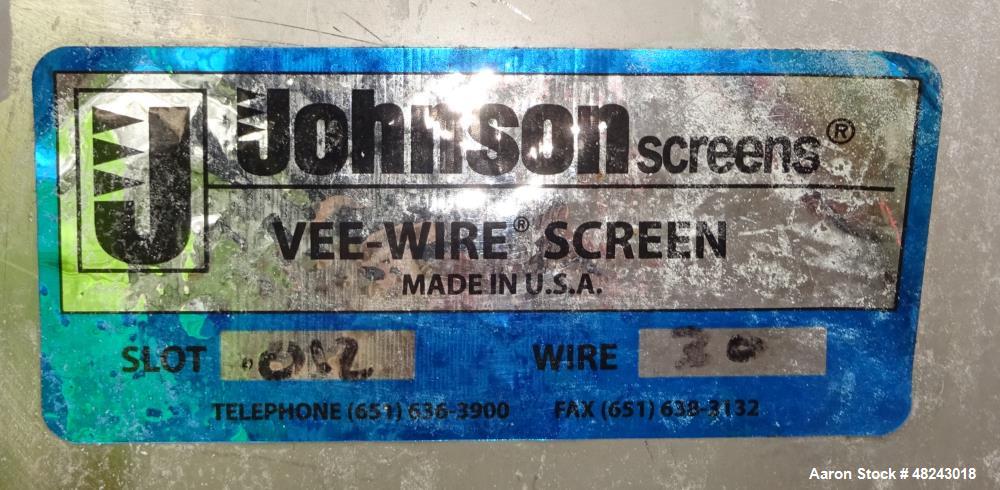 J Johnson screens®
VEE-WIRE® SCREEN
MADE IN U.S.A.
SLOT .012 WIRE 30
TELEPHONE (651) 636-3900 FAX (651) 638-3132
Aaron Stock # 48243018